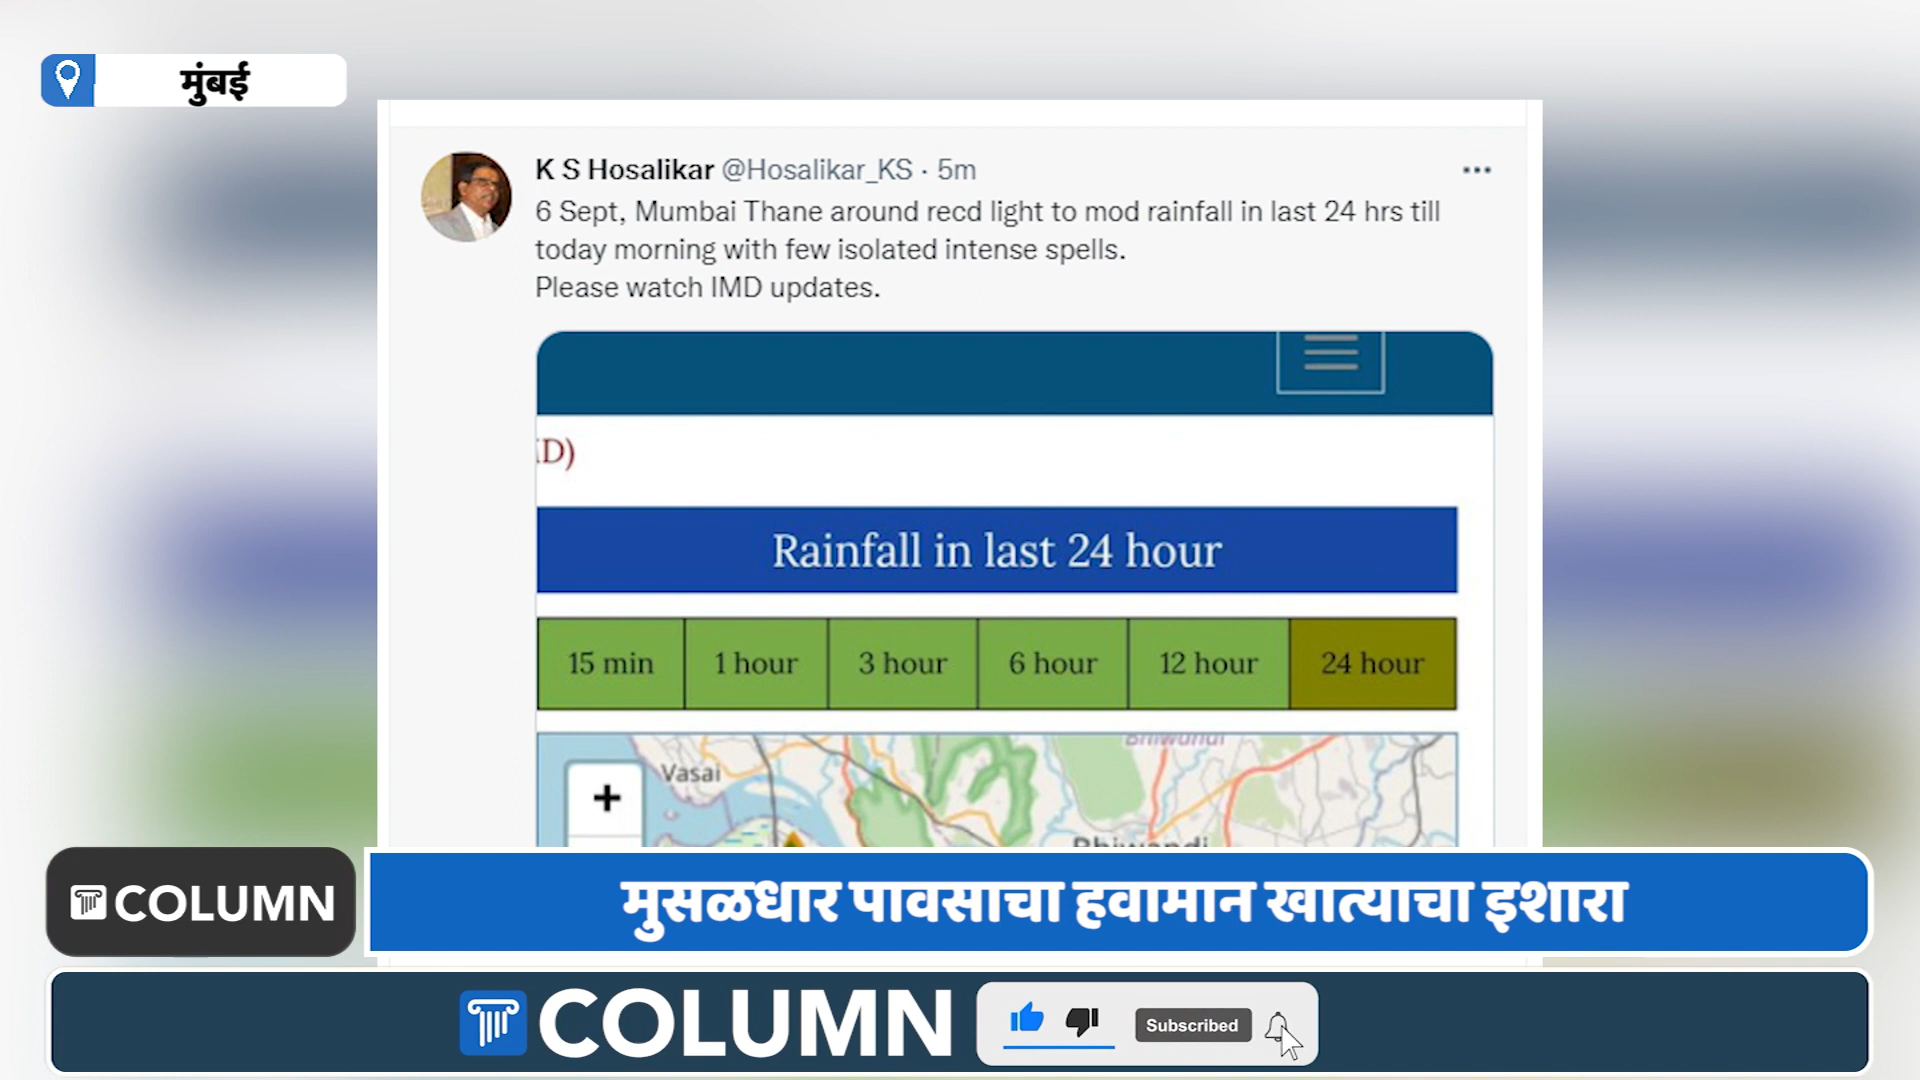 मुंबई
K S Hosalikar @Hosalikar_KS · 5m
6 Sept, Mumbai Thane around recd light to mod rainfall in last 24 hrs till
today morning with few isolated intense spells.
Please watch IMD updates.
D)
Rainfall in last 24 hour
15 min 1 hour 3 hour 6 hour 12 hour 24 hour
Bhiwandi
Vasai
+
Bhiwandi
COLUMN
मुसळधार पावसाचा हवामान खात्याचा इशारा
COLUMN
Subscribed